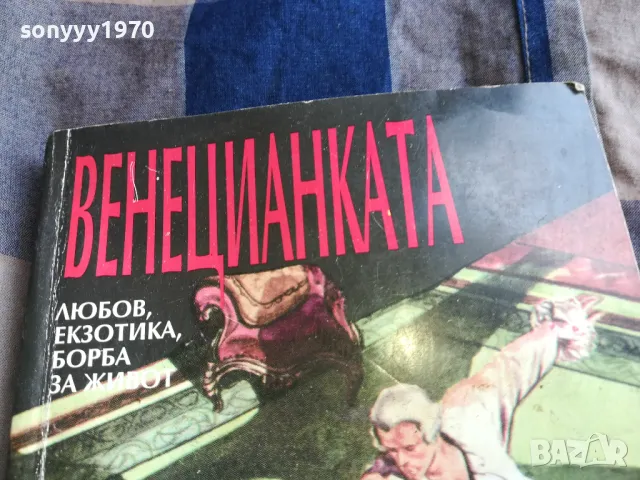 sonyyy1970
ВЕНЕЦИАНКАТА
ЛЮБОВ,
ЕКЗОТИКА,
БОРБА
ЗА ЖИВОТ
BAZAR